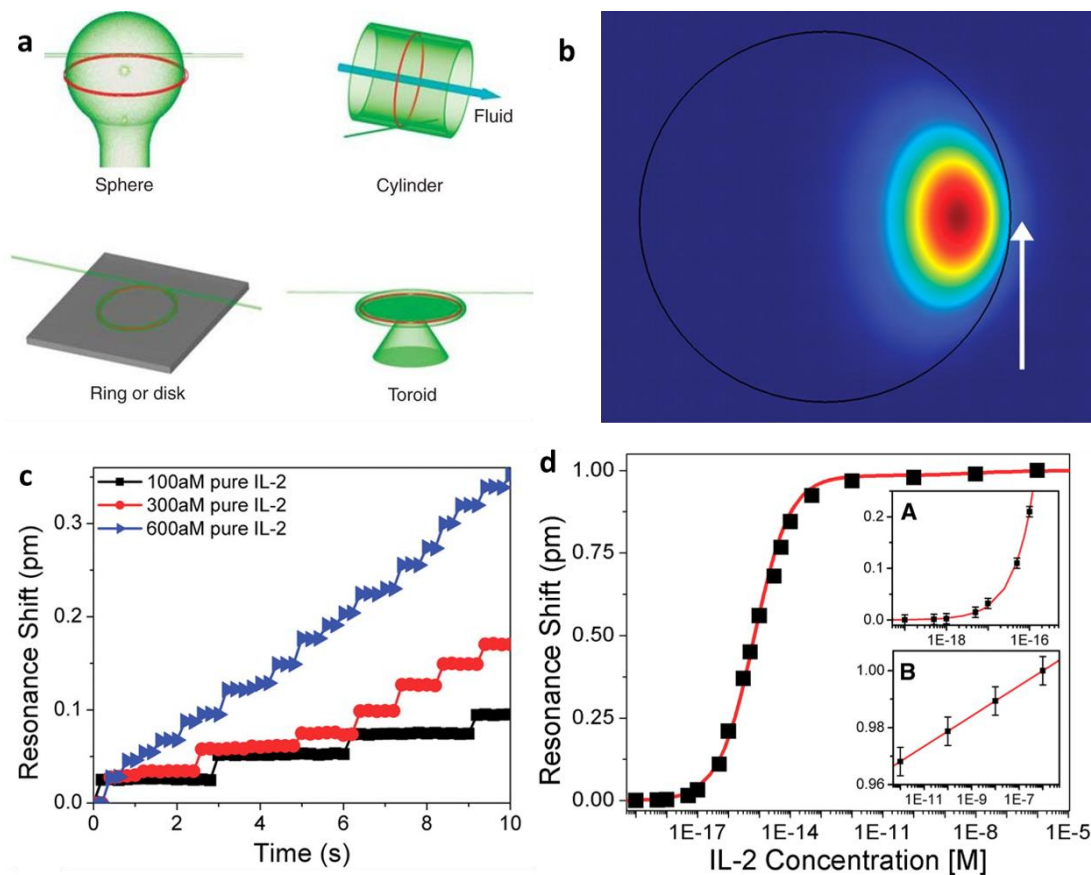 a
Sphere
Fluid
Cylinder
Ring or disk
Toroid
b
c
100aM pure IL-2
300aM pure IL-2
600aM pure IL-2
0.3
0.2
0.1
0.0
Resonance Shift (pm)
0 2 4 6 8 10
Time (s)
d
1.00
0.75
0.50
0.25
0.00
Resonance Shift (pm)
A
0.2
0.1
0.0
1E-18 1E-16
B
1.00
0.98
0.96
1E-11 1E-9 1E-7
1E-17 1E-14 1E-11 1E-8 1E-5
IL-2 Concentration [M]